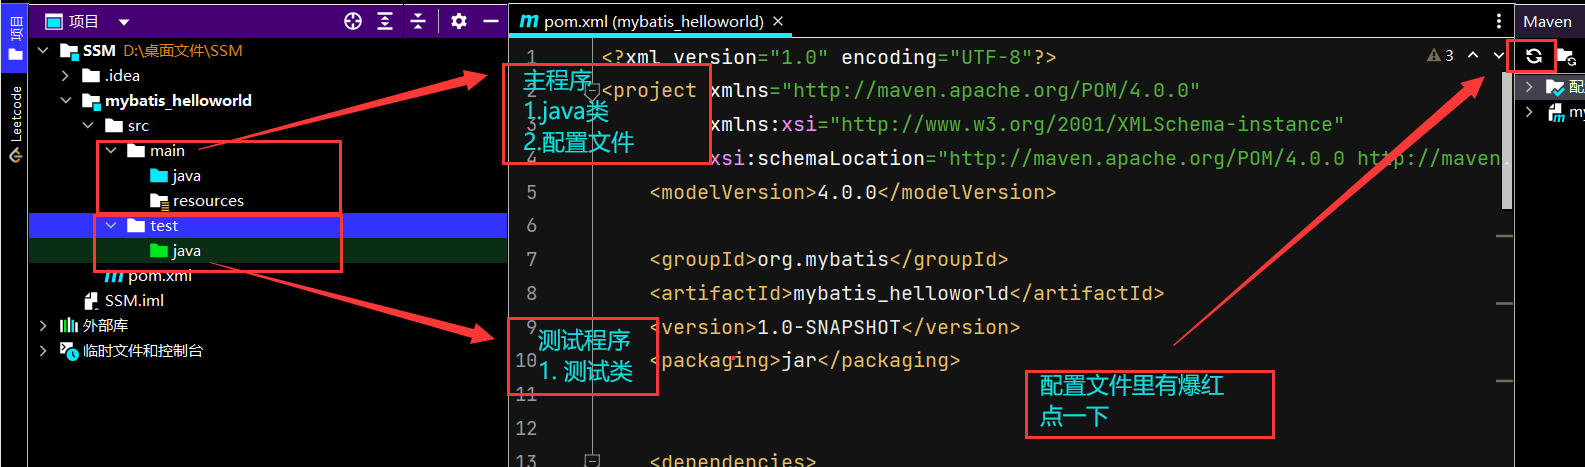 项目
Leetcode
项目
SSM D:\桌面文件\SSM
.idea
mybatis_helloworld
src
main
java
resources
test
java
pom.xml
SSM.iml
外部库
临时文件和控制台
pom.xml (mybatis_helloworld)
3
1 <?xml version="1.0" encoding="UTF-8"?>
2 <project xmlns="http://maven.apache.org/POM/4.0.0"
3 xmlns:xsi="http://www.w3.org/2001/XMLSchema-instance"
4 xsi:schemaLocation="http://maven.apache.org/POM/4.0.0 http://maven.
5 <modelVersion>4.0.0</modelVersion>
6
7 <groupId>org.mybatis</groupId>
8 <artifactId>mybatis_helloworld</artifactId>
9 <version>1.0-SNAPSHOT</version>
10 <packaging>jar</packaging>
11
12
13 <dependencies>
主程序
1.java类
2.配置文件
测试程序
1. 测试类
配置文件里有爆红
点一下
Maven
配
my